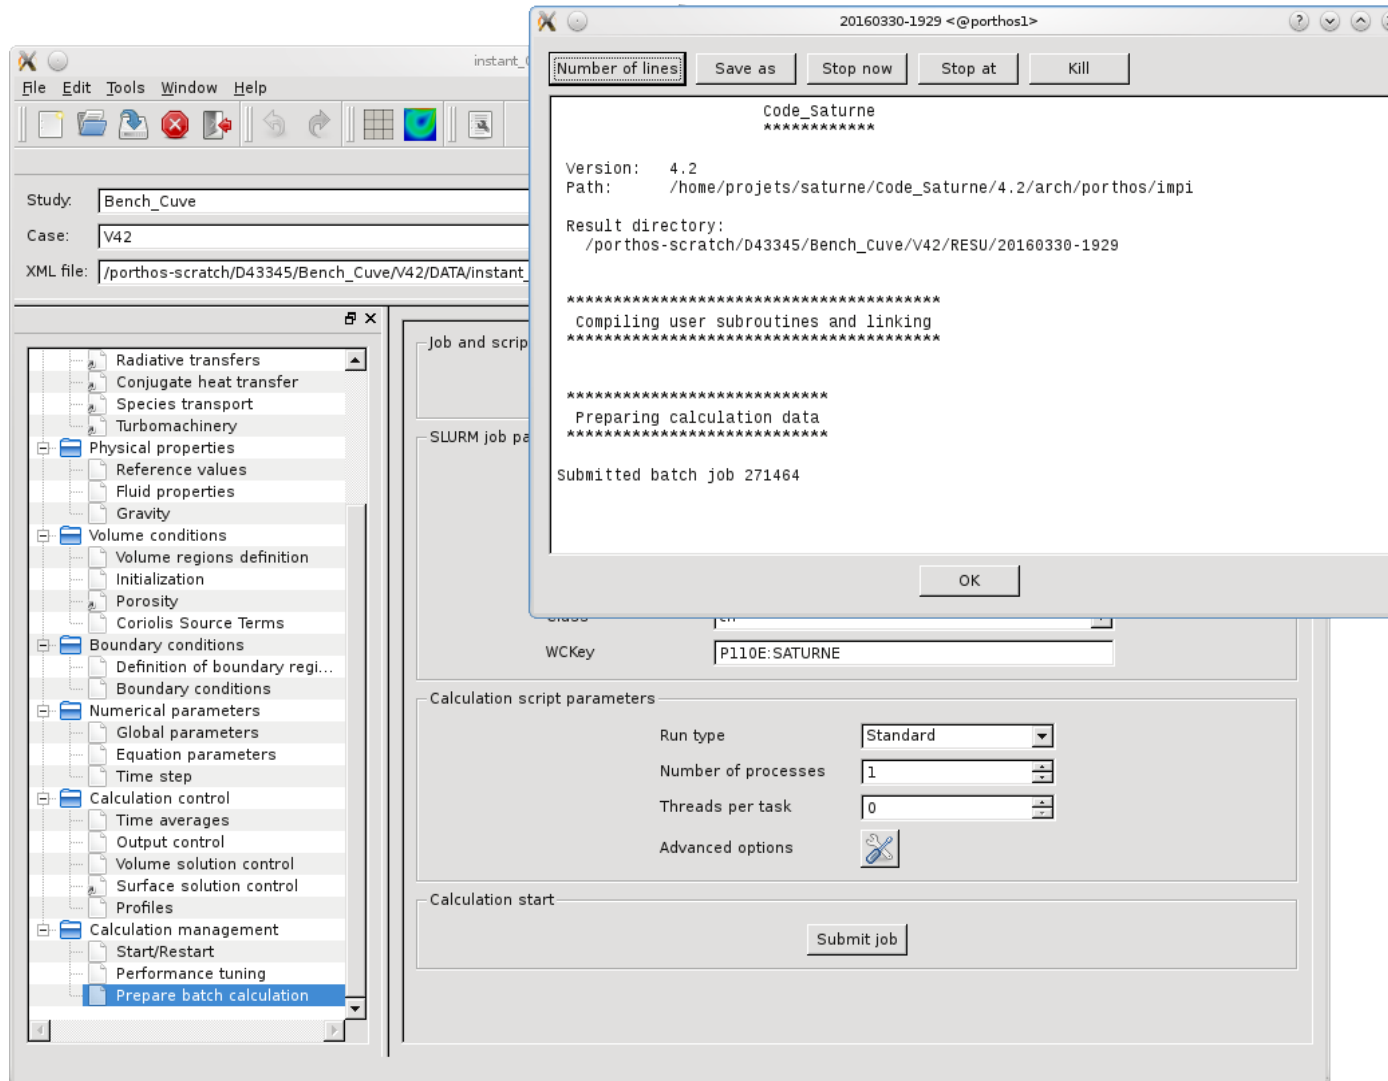 20160330-1929 <@porthos1>
Number of lines
Save as
Stop now
Stop at
Kill
Code_Saturne
************
Version: 4.2
Path: /home/projets/saturne/Code_Saturne/4.2/arch/porthos/impi
Result directory:
/porthos-scratch/D43345/Bench_Cuve/V42/RESU/20160330-1929
****************************************
Compiling user subroutines and linking
****************************************
****************************
Preparing calculation data
****************************
Submitted batch job 271464
OK
File Edit Tools Window Help
Study: Bench_Cuve
Case: V42
XML file: /porthos-scratch/D43345/Bench_Cuve/V42/DATA/instant_
Radiative transfers
Conjugate heat transfer
Species transport
Turbomachinery
Physical properties
Reference values
Fluid properties
Gravity
Volume conditions
Volume regions definition
Initialization
Porosity
Coriolis Source Terms
Boundary conditions
Definition of boundary regi...
Boundary conditions
Numerical parameters
Global parameters
Equation parameters
Time step
Calculation control
Time averages
Output control
Volume solution control
Surface solution control
Profiles
Calculation management
Start/Restart
Performance tuning
Prepare batch calculation
Job and scrip
SLURM job pa
WCKey P110E:SATURNE
Calculation script parameters
Run type Standard
Number of processes 1
Threads per task 0
Advanced options
Calculation start
Submit job